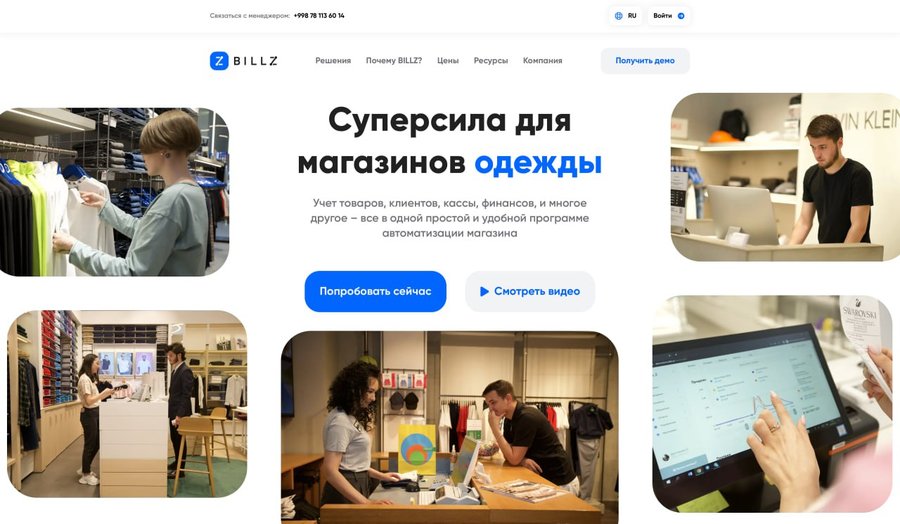 Связаться с менеджером: +998 78 113 60 14
RU
Войти
BILLZ
Решения
Почему BILLZ?
Цены
Ресурсы
Компания
Получить демо
Суперсила для
магазинов одежды
Учет товаров, клиентов, кассы, финансов, и многое
другое – все в одной простой и удобной программе
автоматизации магазина
Попробовать сейчас
Смотреть видео
VIN KLEIN
SWAROVSKI